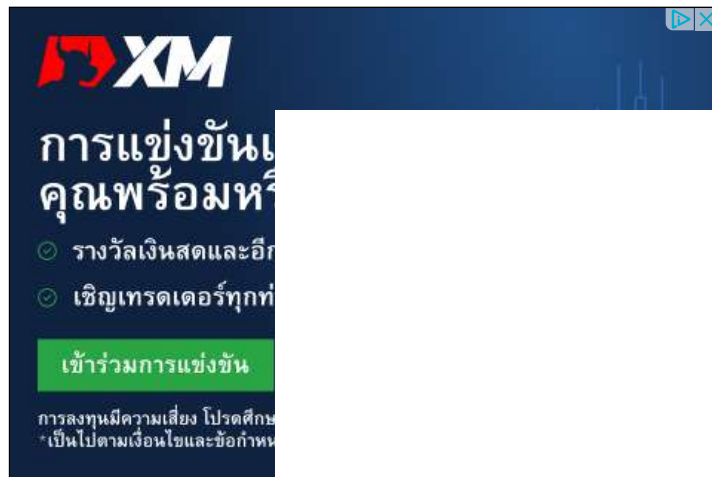 XM
การแข่งขันเ
คุณพร้อมหรื
รางวัลเงินสดและอีก
เชิญเทรดเดอร์ทุกท่
เข้าร่วมการแข่งขัน
การลงทุนมีความเสี่ยง โปรดศึกษ
*เป็นไปตามเงื่อนไขและข้อกำหน